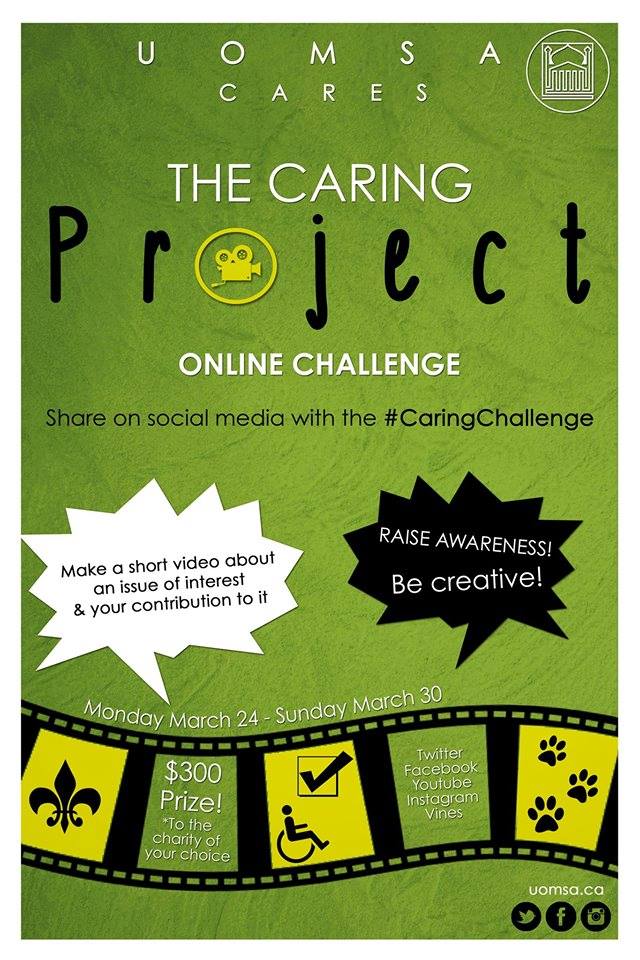 UOMSA
CARES
THE CARING
Project
ONLINE CHALLENGE
Share on social media with the #CaringChallenge
Make a short video about
an issue of interest
& your contribution to it
RAISE AWARENESS!
Be creative!
Monday March 24 - Sunday March 30
$300
Prize!
*To the
charity of
your choice
Twitter
Facebook
Youtube
Instagram
Vines
uomsa.ca